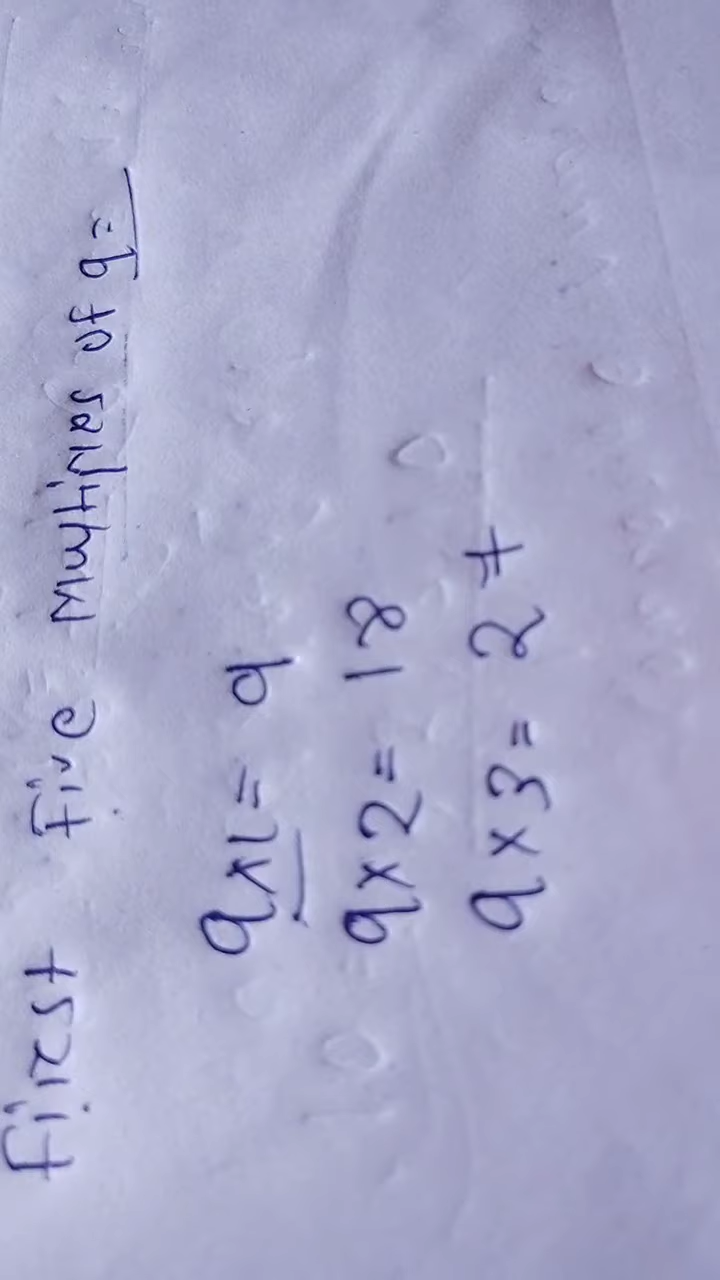 First Five Multiples of 9=
9x1= 9
9x2= 18
9x3= 27